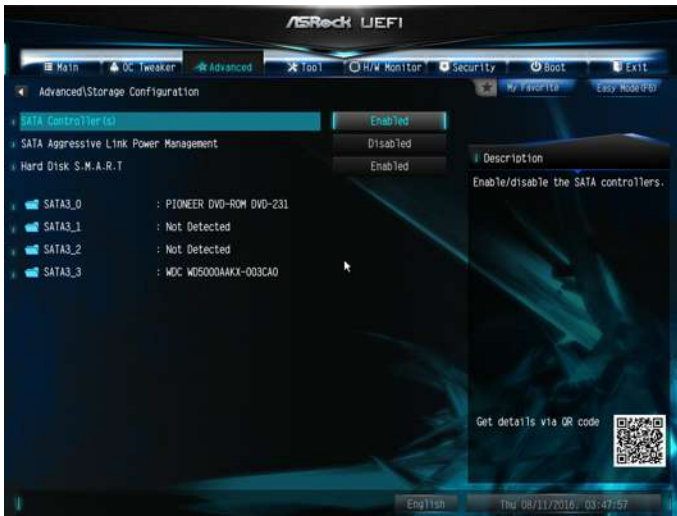 ASRock UEFI
Main
OC Tweaker
Advanced
Tool
H/W Monitor
Security
Boot
Exit
Advanced\Storage Configuration
My Favorite
Easy Mode(F6)
SATA Controller(s)
Enabled
SATA Aggressive Link Power Management
Disabled
Hard Disk S.M.A.R.T
Enabled
SATA3_0 : PIONEER DVD-ROM DVD-231
SATA3_1 : Not Detected
SATA3_2 : Not Detected
SATA3_3 : WDC WD5000AAKX-003CA0
Description
Enable/disable the SATA controllers.
Get details via QR code
English
Thu 08/11/2016, 03:47:57